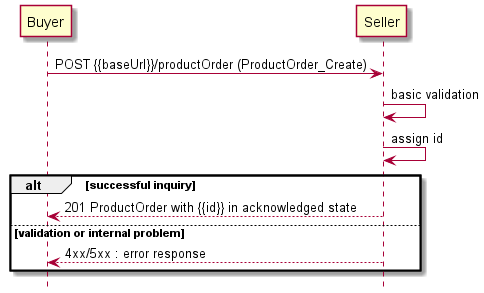 Buyer
Seller
POST {{baseUrl}}/productOrder (ProductOrder_Create)
basic validation
assign id
alt
[successful inquiry]
201 ProductOrder with {{id}} in acknowledged state
[validation or internal problem]
4xx/5xx : error response